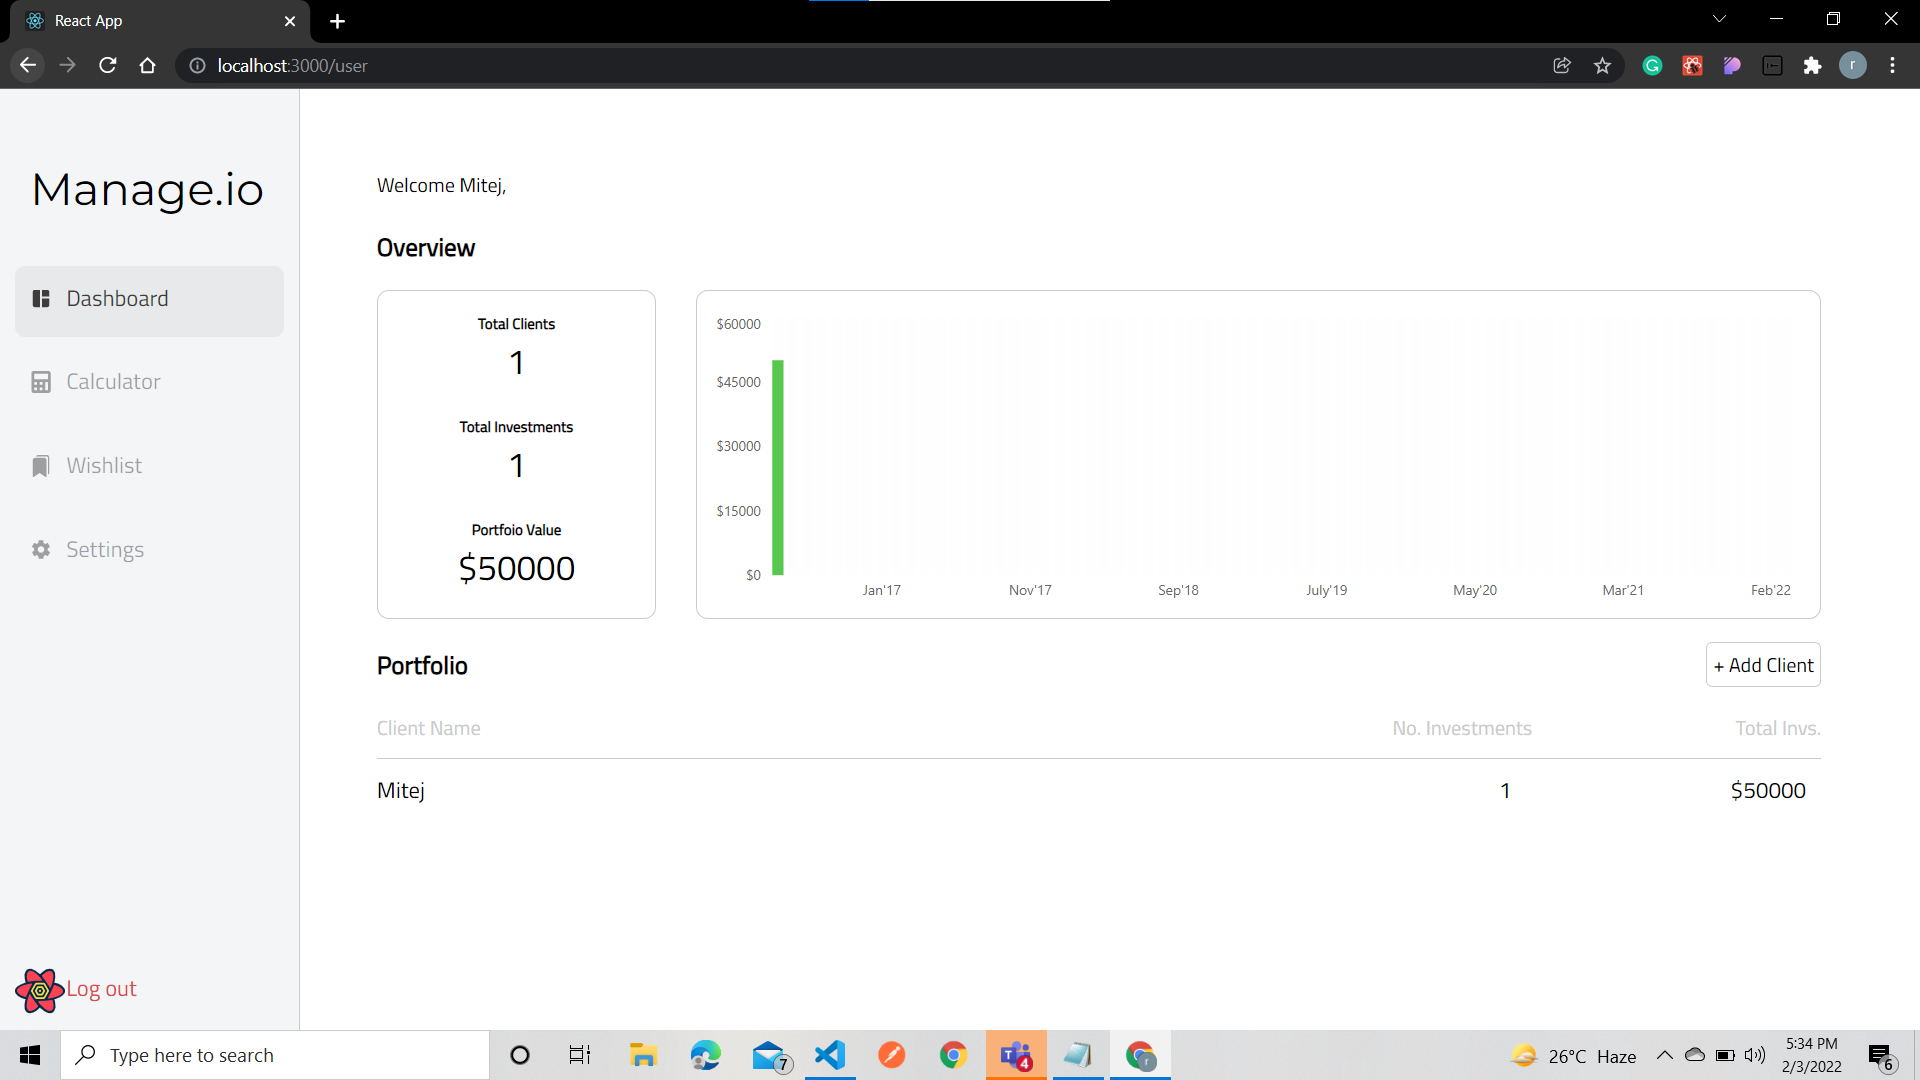 React App
localhost:3000/user
r
Manage.io
Dashboard
Calculator
Wishlist
Settings
Log out
Welcome Mitej,
Overview
Total Clients
1
Total Investments
1
Portfoio Value
$50000
$60000
$45000
$30000
$15000
$0
Jan'17
Nov'17
Sep'18
July'19
May'20
Mar'21
Feb'22
Portfolio
+ Add Client
Client Name
No. Investments
Total Invs.
Mitej
1
$50000
Type here to search
7
4
r
26°C Haze
5:34 PM
2/3/2022
6